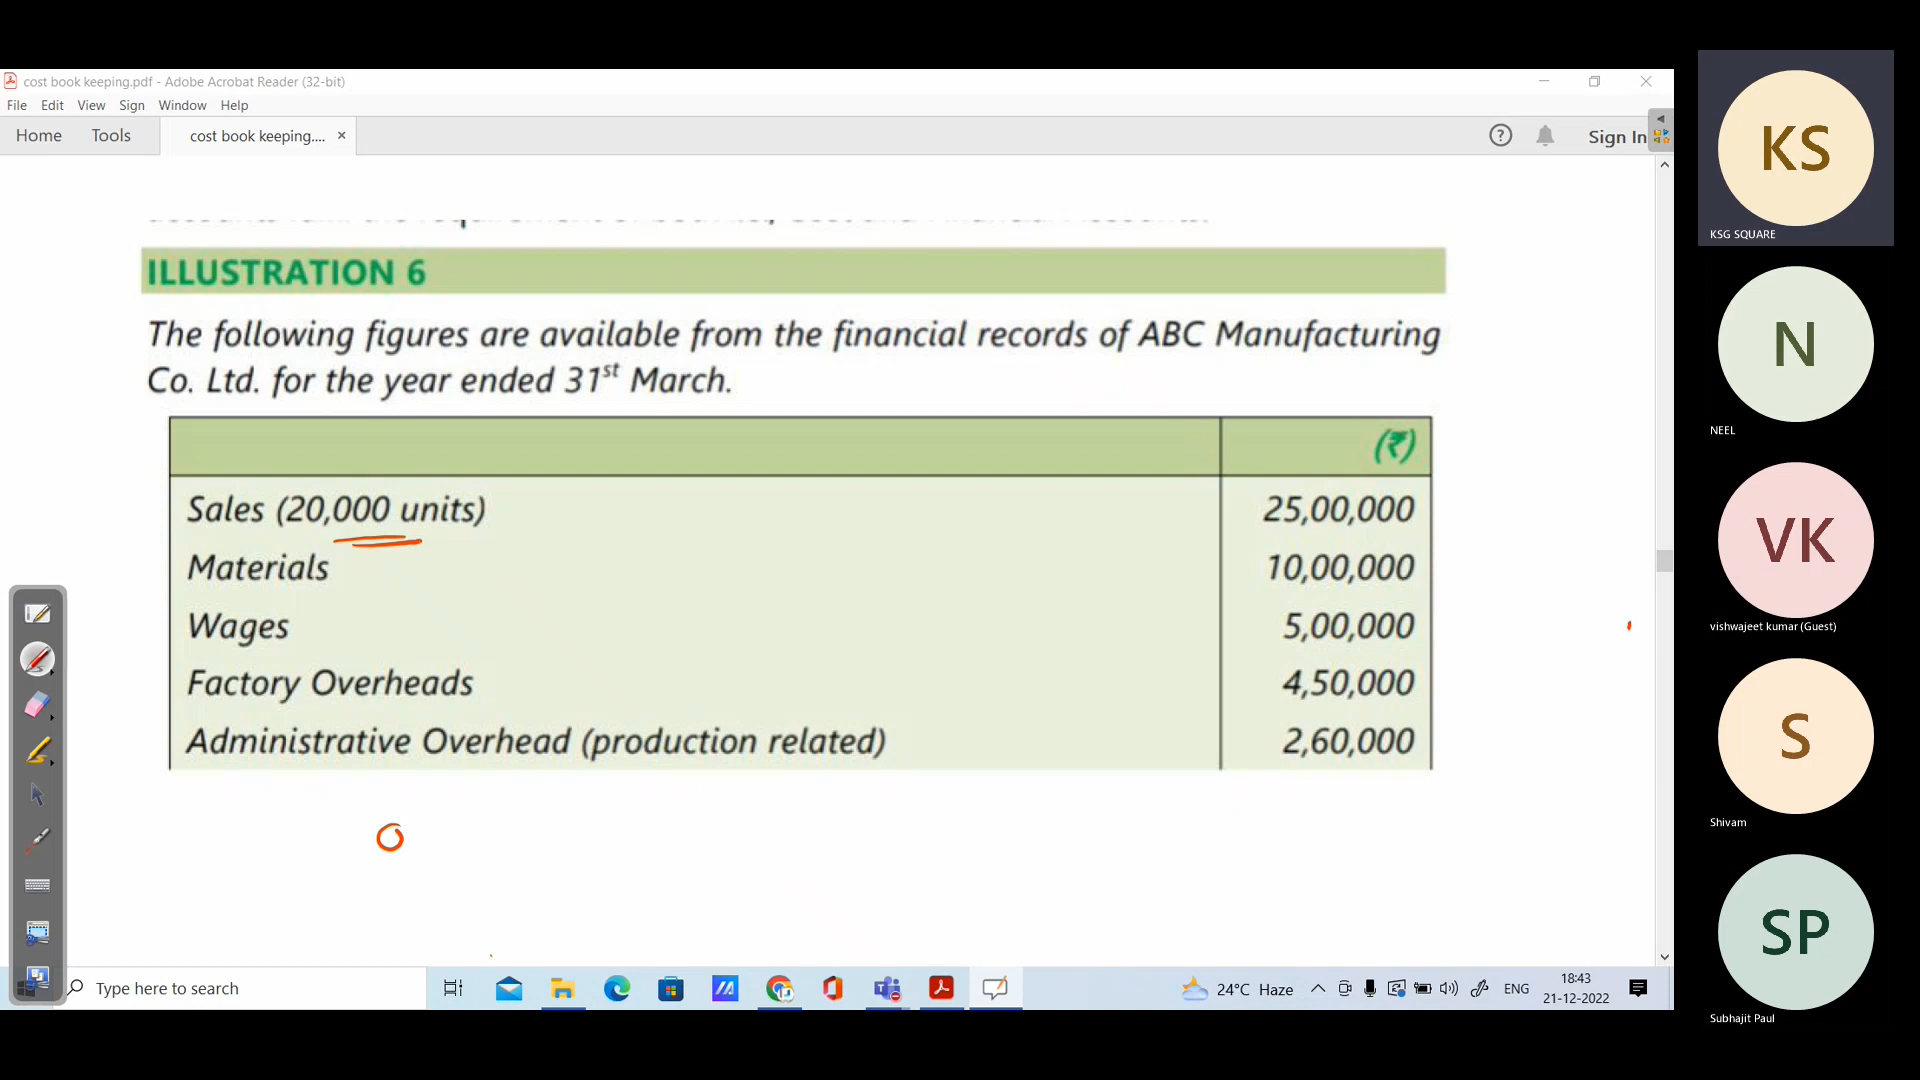 cost book keeping.pdf - Adobe Acrobat Reader (32-bit)
File Edit View Sign Window Help
Home Tools cost book keeping.... × Sign In
ILLUSTRATION 6
The following figures are available from the financial records of ABC Manufacturing
Co. Ltd. for the year ended 31st March.
(₹)
Sales (20,000 units) 25,00,000
Materials 10,00,000
Wages 5,00,000
Factory Overheads 4,50,000
Administrative Overhead (production related) 2,60,000
Type here to search
24°C Haze
ENG
18:43
21-12-2022
KS
KSG SQUARE
N
NEEL
VK
vishwajeet kumar (Guest)
S
Shivam
SP
Subhajit Paul